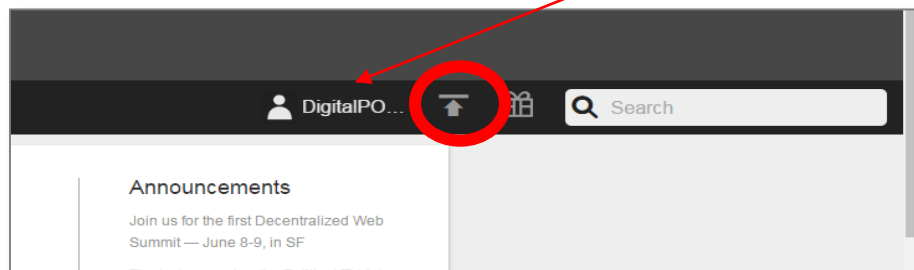 DigitalPO...
Search
Announcements
Join us for the first Decentralized Web
Summit — June 8-9, in SF